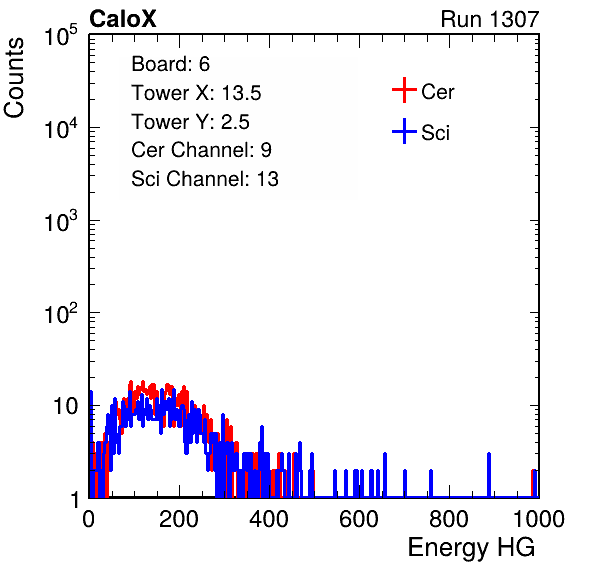 CaloX Run 1307
Counts
10^5
10^4
10^3
10^2
10
1
Board: 6
Tower X: 13.5
Tower Y: 2.5
Cer Channel: 9
Sci Channel: 13
Cer
Sci
0 200 400 600 800 1000
Energy HG